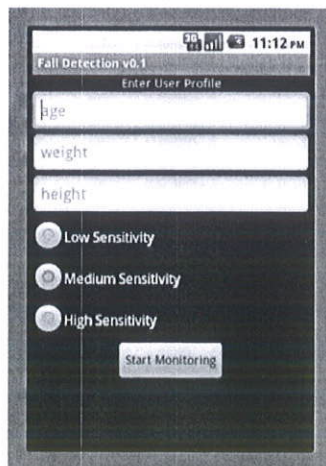 3G 11:12 PM
Fall Detection v0.1
Enter User Profile
age
weight
height
Low Sensitivity
Medium Sensitivity
High Sensitivity
Start Monitoring